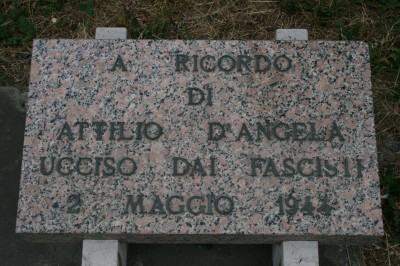 A RICORDO
DI
ATTILIO D'ANGELA
UCCISO DAI FASCISTI
2 MAGGIO 1944